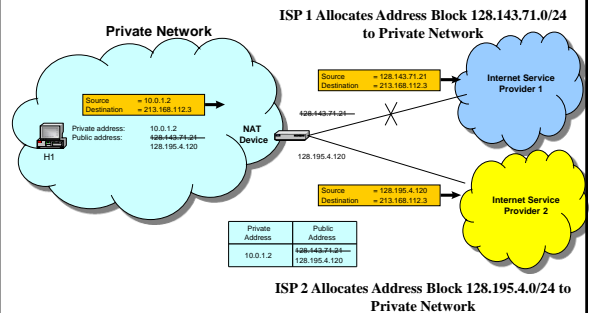 ISP 1 Allocates Address Block 128.143.71.0/24
to Private Network
Private Network
Source = 128.143.71.21
Destination = 213.168.112.3
Internet Service
Provider 1
Source = 10.0.1.2
Destination = 213.168.112.3
128.143.71.21
Private address: 10.0.1.2
Public address: 128.143.71.21
128.195.4.120
H1
NAT
Device
128.195.4.120
Source = 128.195.4.120
Destination = 213.168.112.3
Internet Service
Provider 2
Private
Address
Public
Address
10.0.1.2
128.143.71.21
128.195.4.120
ISP 2 Allocates Address Block 128.195.4.0/24 to
Private Network